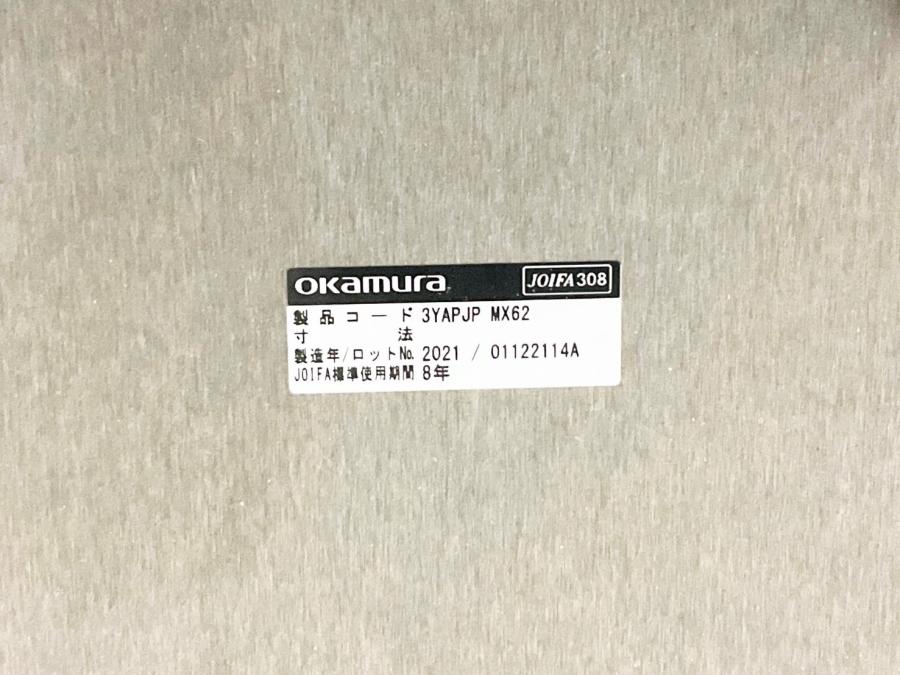 okamura JOIFA308
製品コード 3YAPJP MX62
寸法
製造年/ロットNo. 2021 / 01122114A
JOIFA標準使用期間 8年